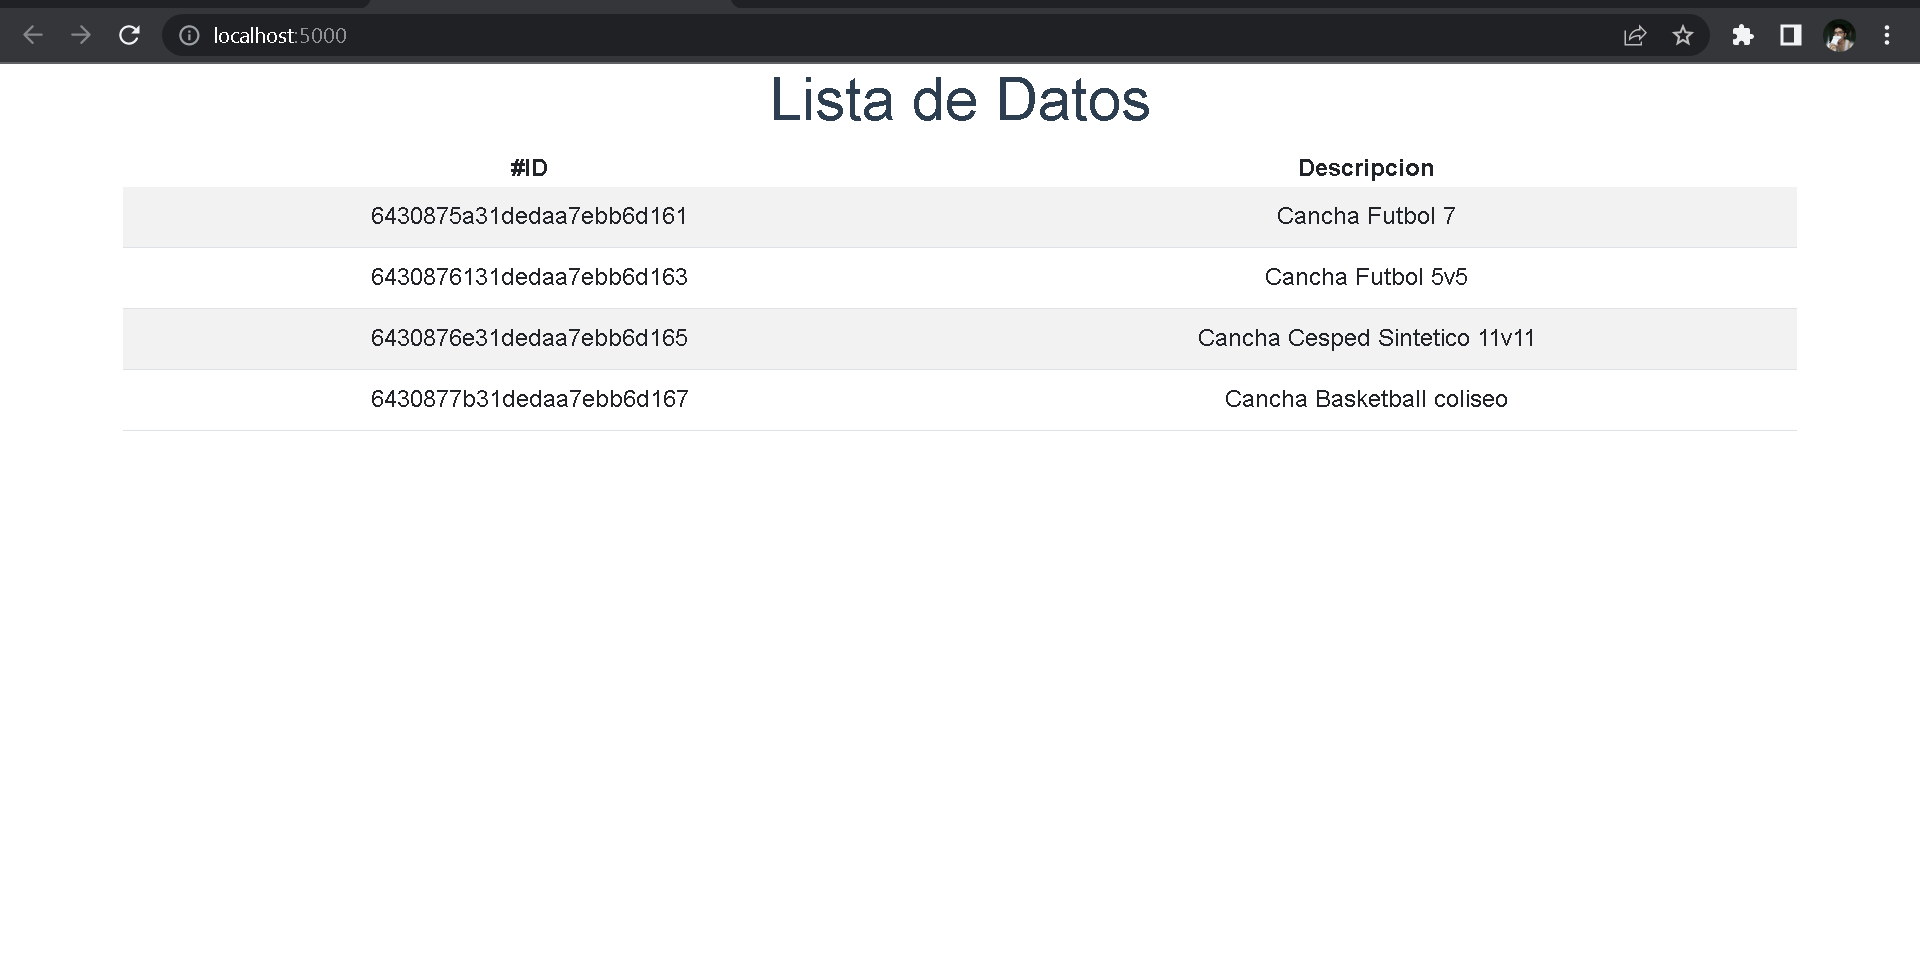 localhost:5000
Lista de Datos
#ID Descripcion
6430875a31dedaa7ebb6d161 Cancha Futbol 7
6430876131dedaa7ebb6d163 Cancha Futbol 5v5
6430876e31dedaa7ebb6d165 Cancha Cesped Sintetico 11v11
6430877b31dedaa7ebb6d167 Cancha Basketball coliseo